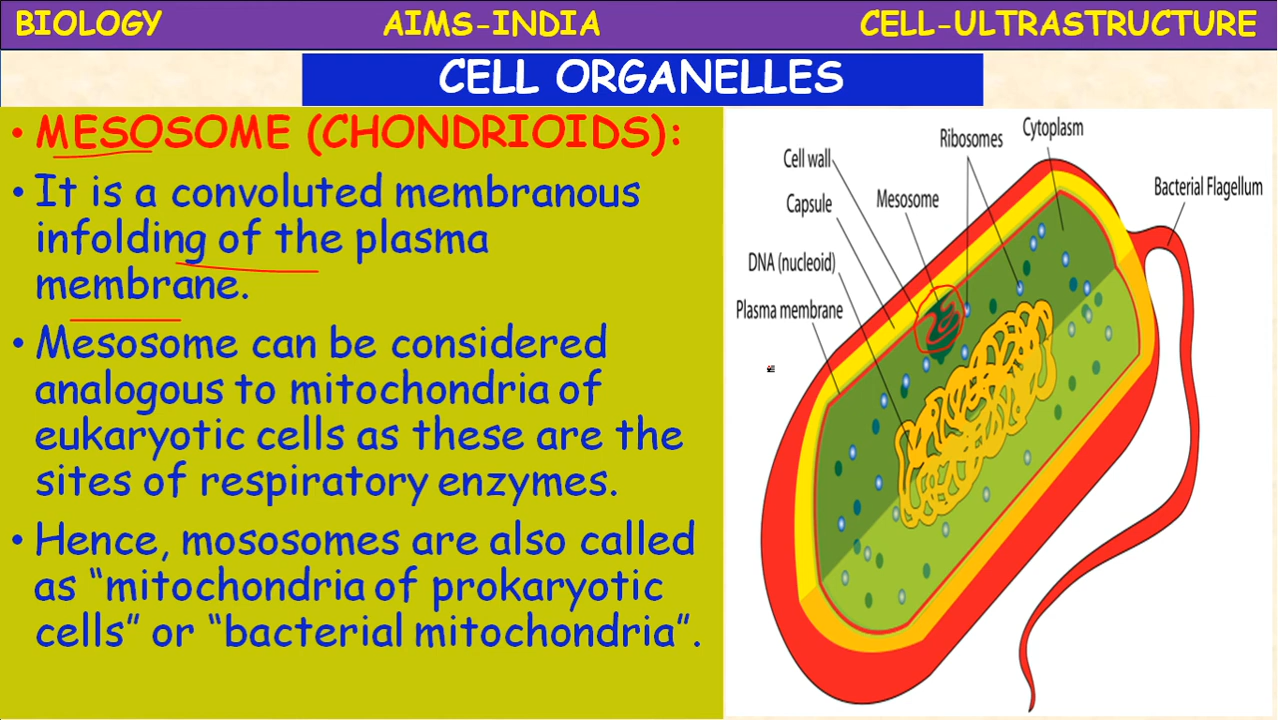 BIOLOGY AIMS-INDIA CELL-ULTRASTRUCTURE
CELL ORGANELLES
• MESOSOME (CHONDRIOIDS):
• It is a convoluted membranous
infolding of the plasma
membrane.
• Mesosome can be considered
analogous to mitochondria of
eukaryotic cells as these are the
sites of respiratory enzymes.
• Hence, mososomes are also called
as “mitochondria of prokaryotic
cells” or “bacterial mitochondria”.
Cytoplasm
Ribosomes
Cell wall
Bacterial Flagellum
Mesosome
Capsule
DNA (nucleoid)
Plasma membrane